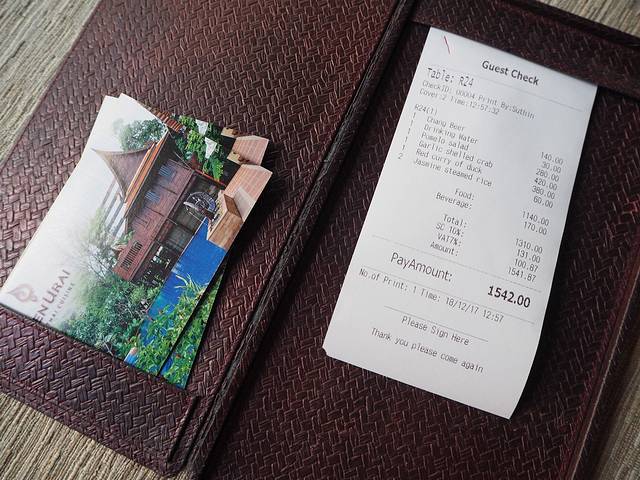 EN URAI
Guest Check
Table: R24
CheckID: 00004 Print By:Suthin
Cover:2 Time:12:57:32
R24(1)
1 Chang Beer 140.00
1 Drinking Water 30.00
1 Pomelo salad 280.00
1 Garlic shelled crab 420.00
1 Red curry of duck 380.00
2 Jasmine steamed rice 60.00
Food: 1140.00
Beverage: 170.00
Total: 1310.00
SC 10%: 131.00
VAT7%: 100.87
Amount: 1541.87
PayAmount: 1542.00
No.of Print: 1 Time: 18/12/17 12:57
Please Sign Here
Thank you please come again